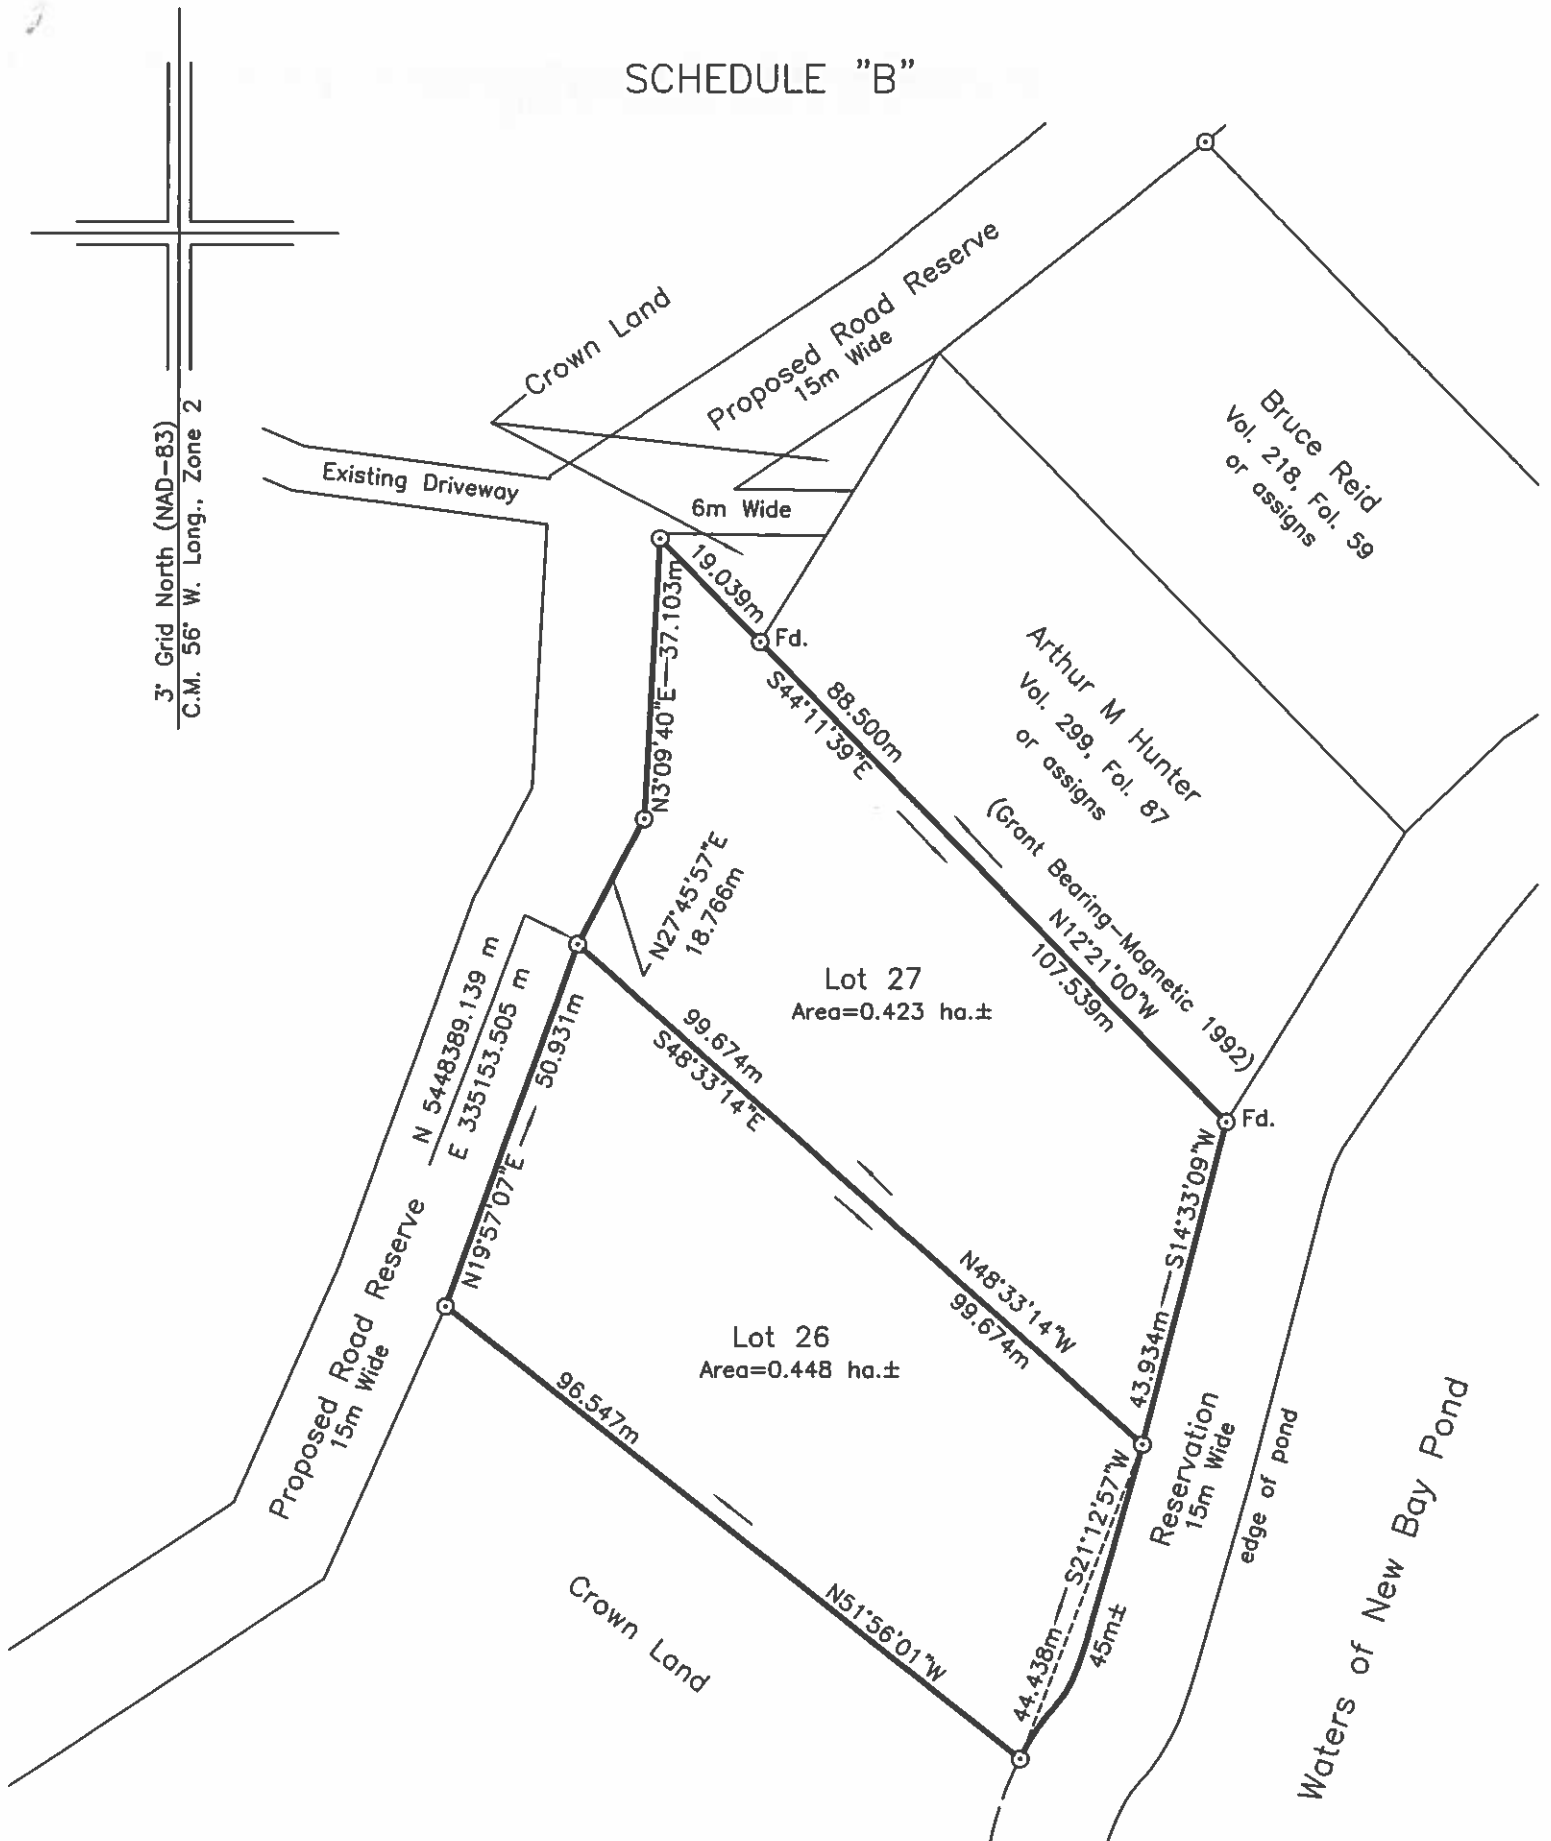 SCHEDULE "B"
3° Grid North (NAD-83)
C.M. 56° W. Long., Zone 2
Crown Land
Proposed Road Reserve
15m Wide
Existing Driveway
6m Wide
Bruce Reid
Vol. 218, Fol. 59
or assigns
19.039m
Fd.
N3°09'40"E—37.103m
88.500m
S44°11'39"E
Arthur M Hunter
Vol. 299, Fol. 87
or assigns
(Grant Bearing-Magnetic 1992)
N12°21'00"W
107.539m
N27°45'57"E
18.766m
Lot 27
Area=0.423 ha.±
N 5448389.139 m
E 335153.505 m
N19°57'07"E — 50.931m
99.674m
S48°33'14"E
Fd.
43.934m — S14°33'09"W
N48°33'14"W
99.674m
Proposed Road Reserve
15m Wide
Lot 26
Area=0.448 ha.±
96.547m
N51°56'01"W
44.438m — S21°12'57"W
45m±
Reservation
15m Wide
edge of pond
Waters of New Bay Pond
Crown Land